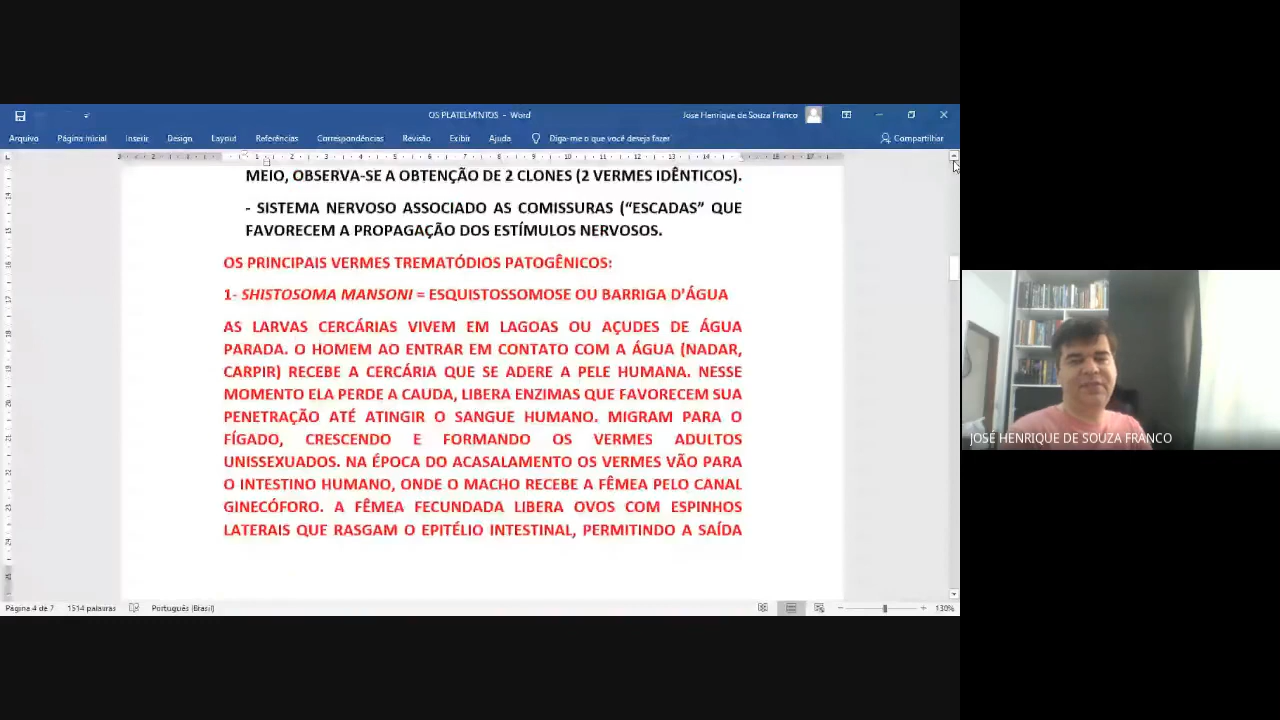 OS PLATELMINTOS - Word
José Henrique de Souza Franco
Arquivo Página Inicial Inserir Design Layout Referências Correspondências Revisão Exibir Ajuda Diga-me o que você deseja fazer Compartilhar
MEIO, OBSERVA-SE A OBTENÇÃO DE 2 CLONES (2 VERMES IDÊNTICOS).
- SISTEMA NERVOSO ASSOCIADO AS COMISSURAS (“ESCADAS” QUE
FAVORECEM A PROPAGAÇÃO DOS ESTÍMULOS NERVOSOS.
OS PRINCIPAIS VERMES TREMATÓDIOS PATOGÊNICOS:
1- SHISTOSOMA MANSONI = ESQUISTOSSOMOSE OU BARRIGA D’ÁGUA
AS LARVAS CERCÁRIAS VIVEM EM LAGOAS OU AÇUDES DE ÁGUA
PARADA. O HOMEM AO ENTRAR EM CONTATO COM A ÁGUA (NADAR,
CARPIR) RECEBE A CERCÁRIA QUE SE ADERE A PELE HUMANA. NESSE
MOMENTO ELA PERDE A CAUDA, LIBERA ENZIMAS QUE FAVORECEM SUA
PENETRAÇÃO ATÉ ATINGIR O SANGUE HUMANO. MIGRAM PARA O
FÍGADO, CRESCENDO E FORMANDO OS VERMES ADULTOS
UNISSEXUADOS. NA ÉPOCA DO ACASALAMENTO OS VERMES VÃO PARA
O INTESTINO HUMANO, ONDE O MACHO RECEBE A FÊMEA PELO CANAL
GINECÓFORO. A FÊMEA FECUNDADA LIBERA OVOS COM ESPINHOS
LATERAIS QUE RASGAM O EPITÉLIO INTESTINAL, PERMITINDO A SAÍDA
Página 4 de 7 1514 palavras Português (Brasil) 130%
JOSÉ HENRIQUE DE SOUZA FRANCO